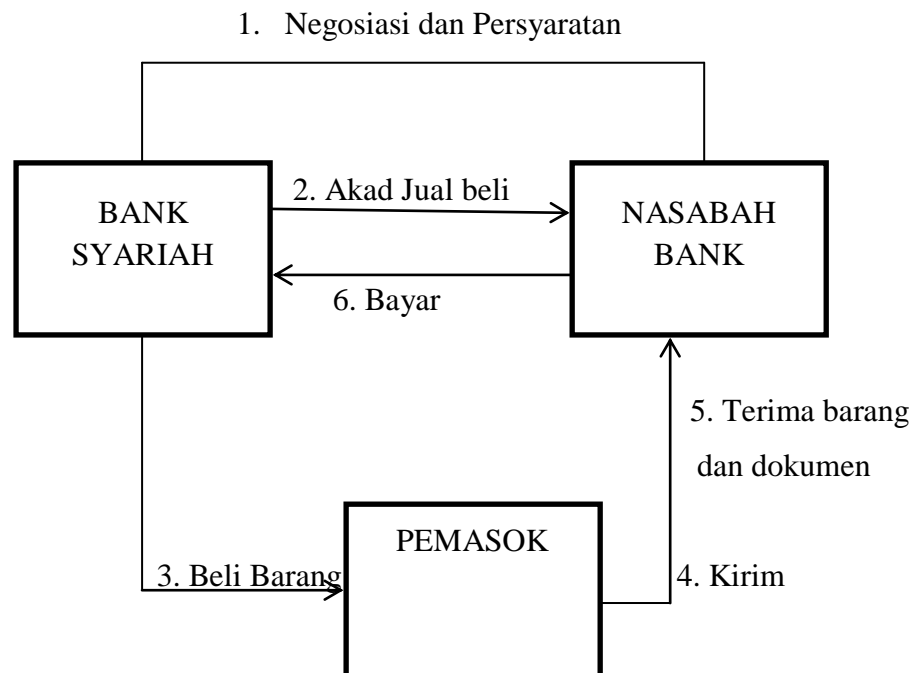 1. Negosiasi dan Persyaratan
BANK
SYARIAH
2. Akad Jual beli
NASABAH
BANK
6. Bayar
5. Terima barang
dan dokumen
PEMASOK
3. Beli Barang
4. Kirim